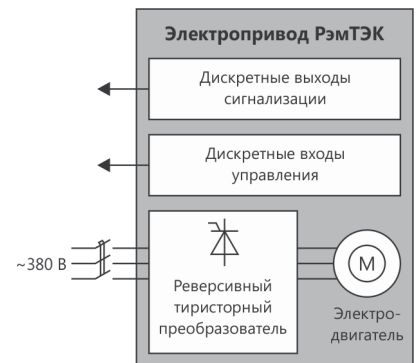 Электропривод РэмТЭК
Дискретные выходы
сигнализации
Дискретные входы
управления
~380 В
Реверсивный
тиристорный
преобразователь
М
Электро-
двигатель